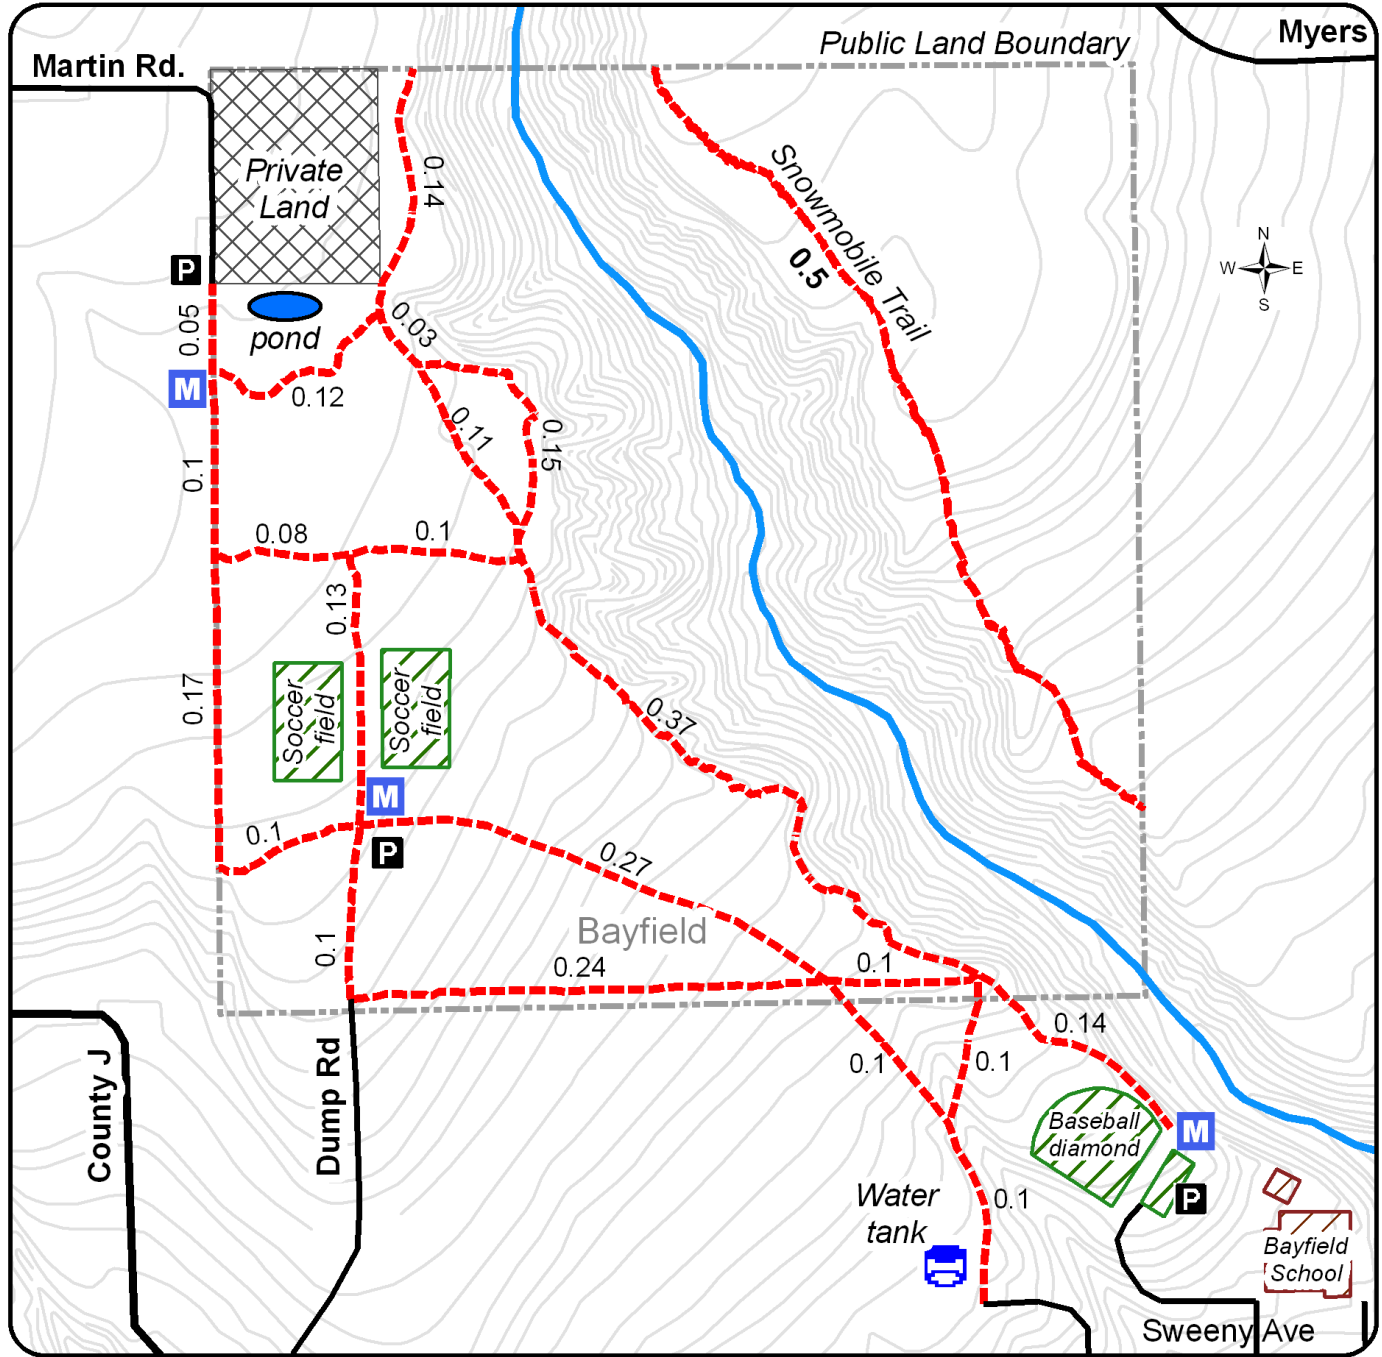 Public Land Boundary
Myers
Martin Rd.
Private
Land
0.14
Snowmobile Trail
0.5
N
W
E
S
P
pond
0.05
0.03
M
0.12
0.11
0.15
0.1
0.08
0.1
0.13
0.17
Soccer
field
Soccer
field
0.37
M
0.1
P
0.27
Bayfield
0.1
0.24
0.1
0.14
0.1
0.1
County J
Dump Rd
Baseball
diamond
M
Water
tank
0.1
P
Bayfield
School
Sweeny Ave